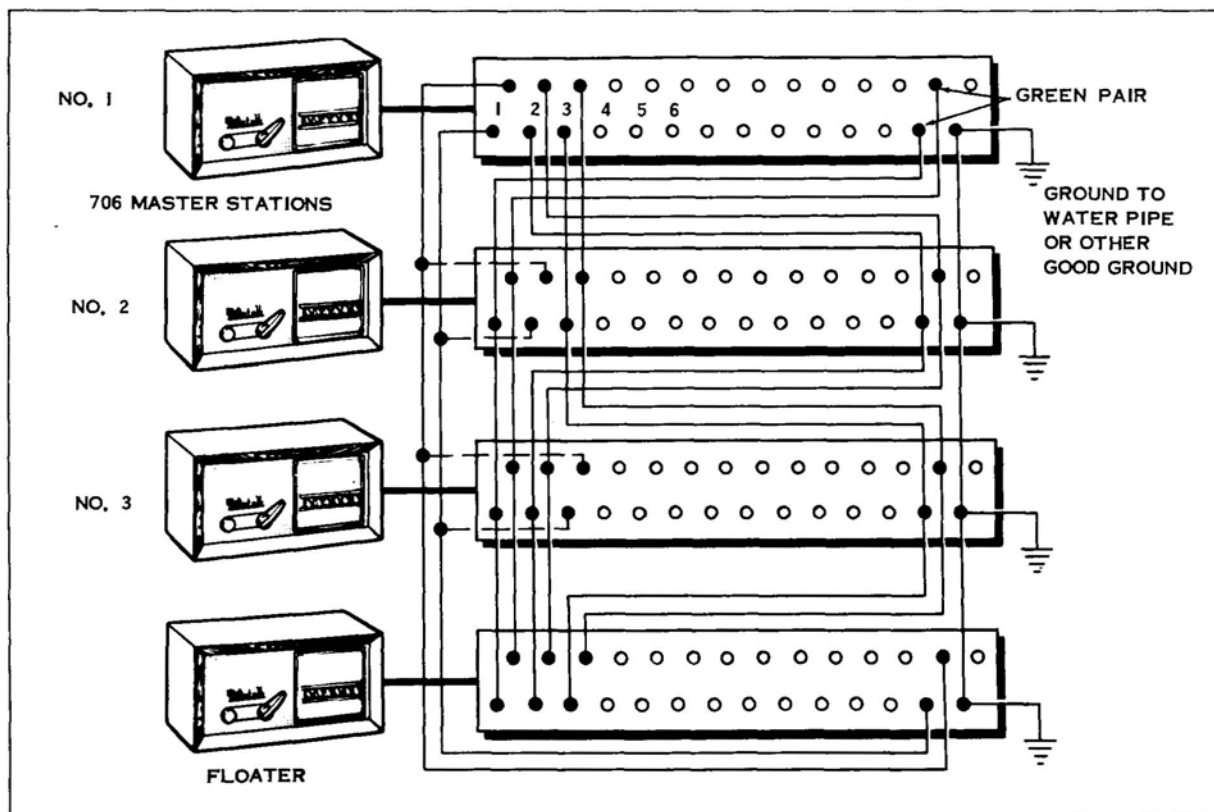 NO. 1
1 2 3 4 5 6
GREEN PAIR
706 MASTER STATIONS
GROUND TO
WATER PIPE
OR OTHER
GOOD GROUND
NO. 2
NO. 3
FLOATER